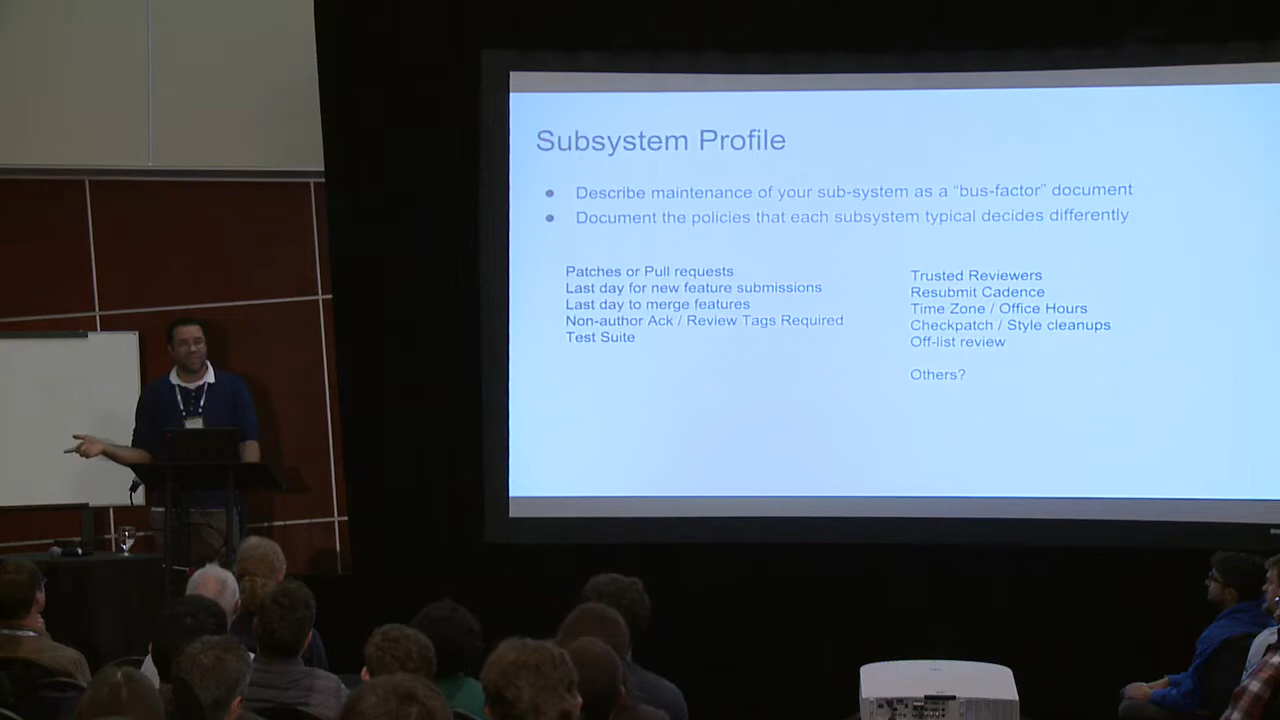 Subsystem Profile
● Describe maintenance of your sub-system as a “bus-factor” document
● Document the policies that each subsystem typical decides differently
Patches or Pull requests
Last day for new feature submissions
Last day to merge features
Non-author Ack / Review Tags Required
Test Suite
Trusted Reviewers
Resubmit Cadence
Time Zone / Office Hours
Checkpatch / Style cleanups
Off-list review
Others?